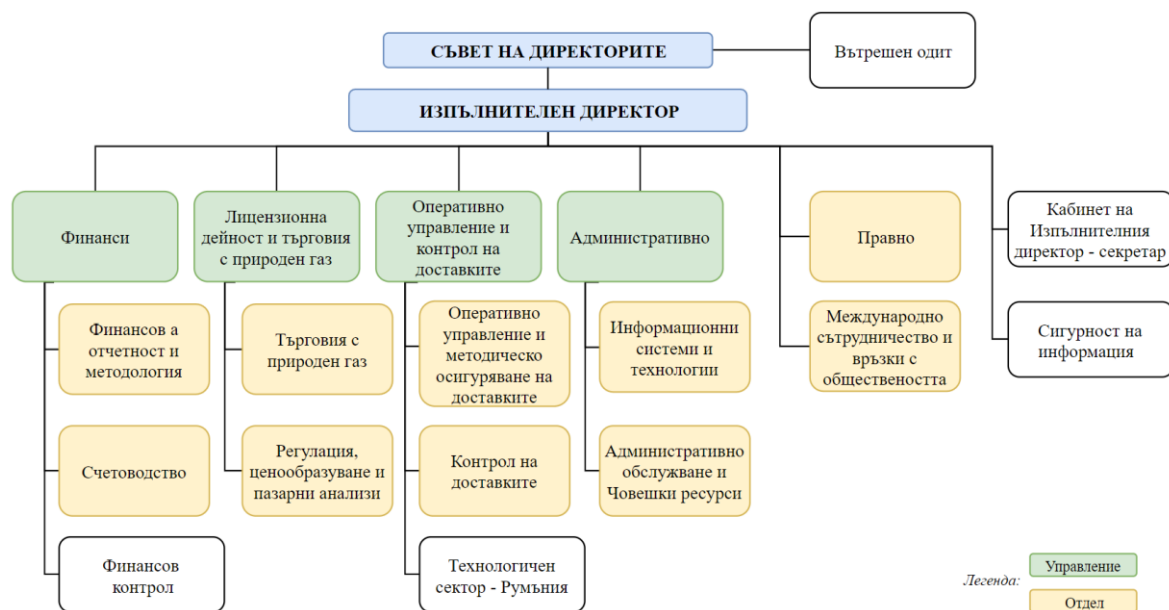 СЪВЕТ НА ДИРЕКТОРИТЕ
Вътрешен одит
ИЗПЪЛНИТЕЛЕН ДИРЕКТОР
Финанси
Лицензионна
дейност и търговия
с природен газ
Оперативно
управление и
контрол на
доставките
Административно
Правно
Кабинет на
Изпълнителния
директор - секретар
Финансов а
отчетност и
методология
Търговия с
природен газ
Оперативно
управление и
методическо
осигуряване на
доставките
Информационни
системи и
технологии
Международно
сътрудничество и
връзки с
обществеността
Сигурност на
информация
Счетоводство
Регулация,
ценообразуване и
пазарни анализи
Контрол на
доставките
Административно
обслужване и
Човешки ресурси
Финансов
контрол
Технологичен
сектор - Румъния
Легенда:
Управление
Отдел